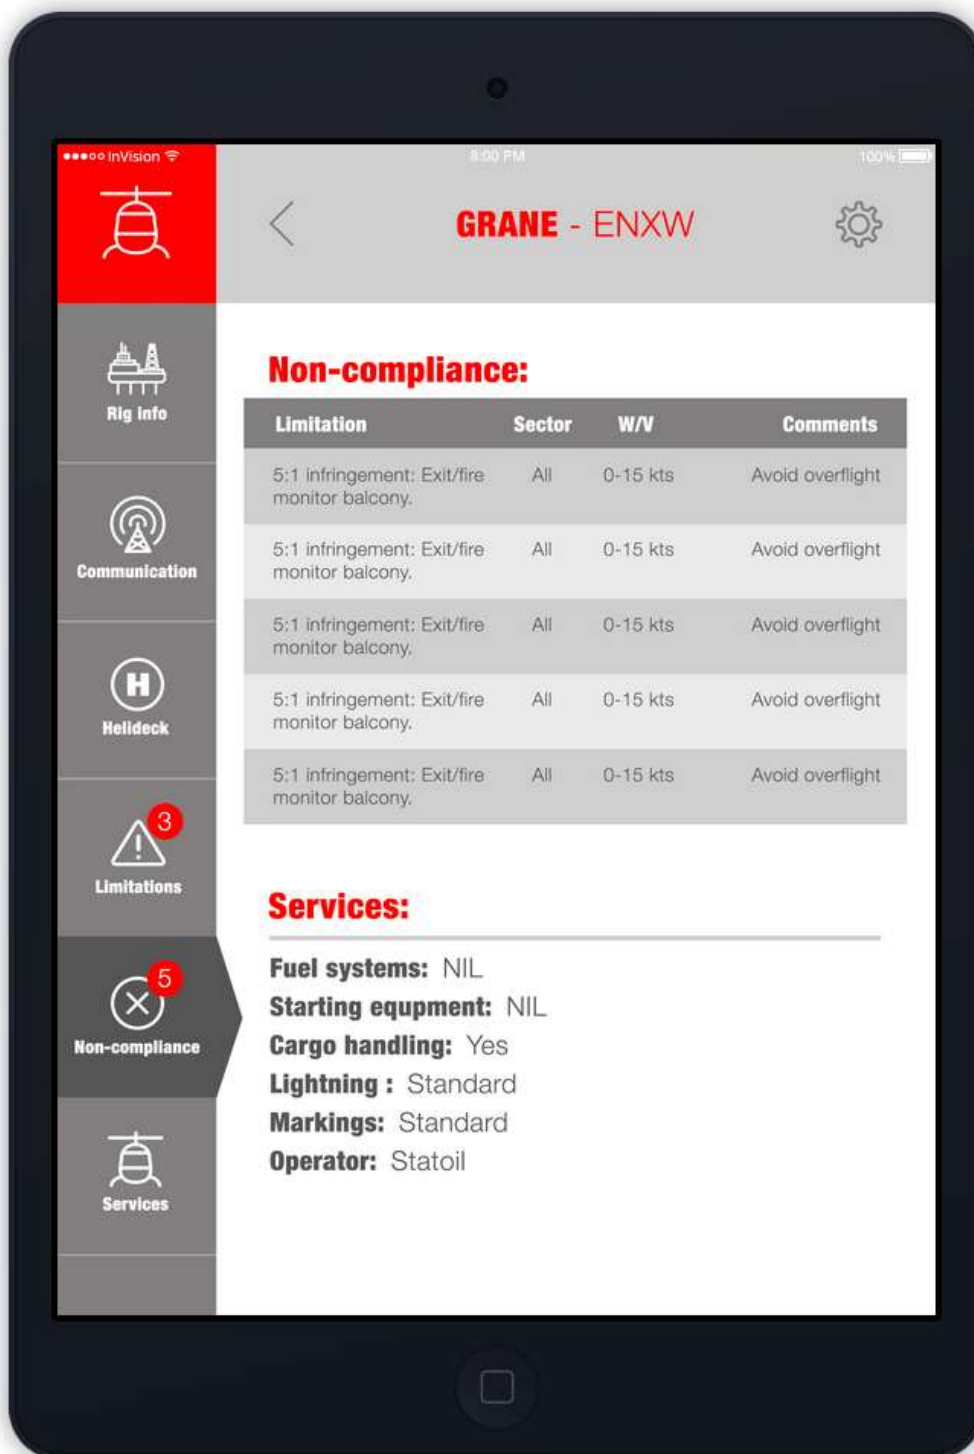 InVision
8:00 PM
100%
GRANE - ENXW
Rig info
Communication
H
Helideck
3
Limitations
5
Non-compliance
Services
Non-compliance:
Limitation Sector W/V Comments
5:1 infringement: Exit/fire All 0-15 kts Avoid overflight
monitor balcony.
5:1 infringement: Exit/fire All 0-15 kts Avoid overflight
monitor balcony.
5:1 infringement: Exit/fire All 0-15 kts Avoid overflight
monitor balcony.
5:1 infringement: Exit/fire All 0-15 kts Avoid overflight
monitor balcony.
5:1 infringement: Exit/fire All 0-15 kts Avoid overflight
monitor balcony.
Services:
Fuel systems: NIL
Starting equpment: NIL
Cargo handling: Yes
Lightning : Standard
Markings: Standard
Operator: Statoil